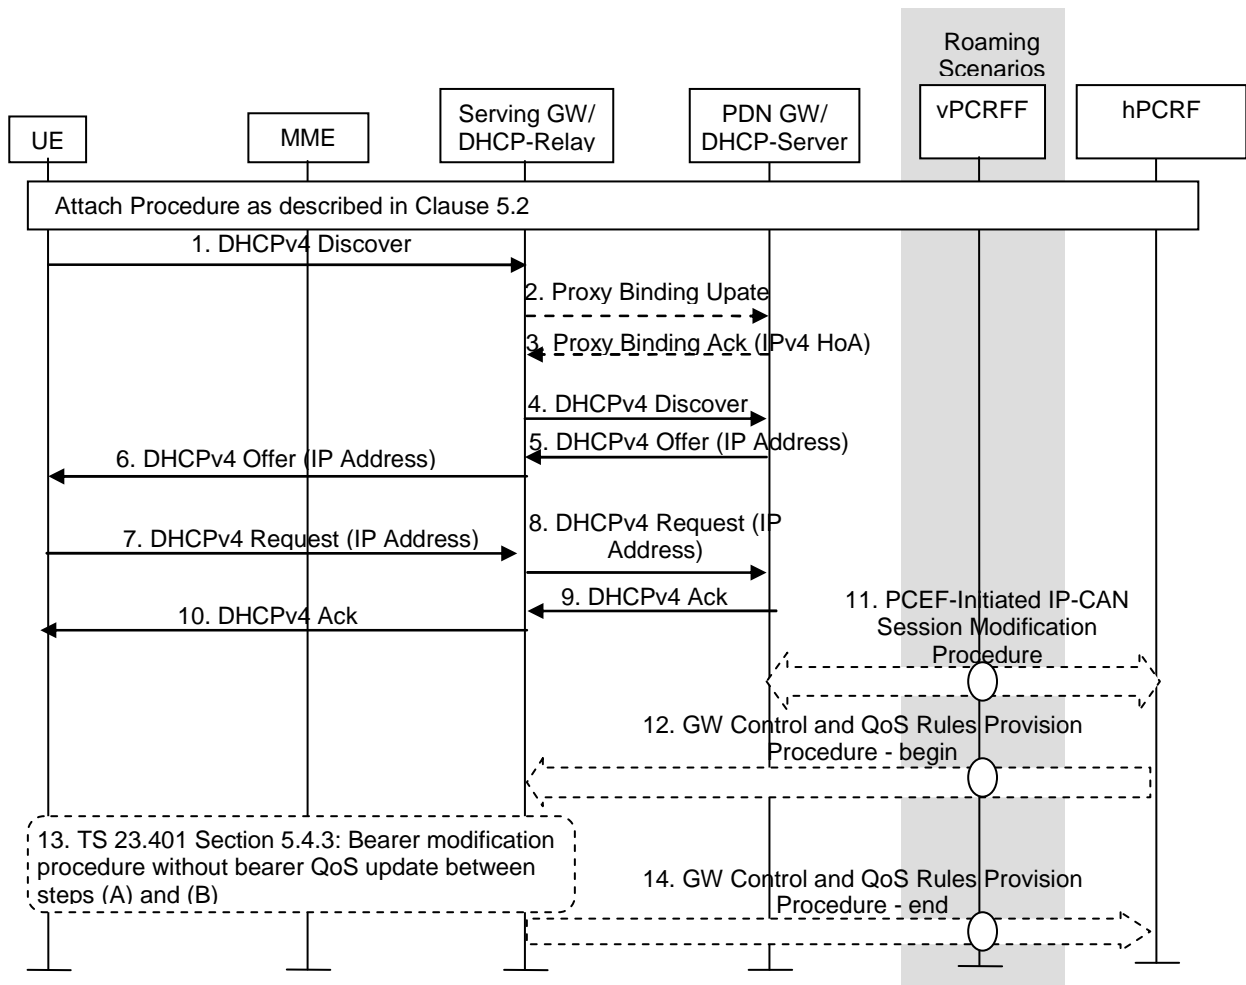 Roaming
Scenarios
UE
MME
Serving GW/
DHCP-Relay
PDN GW/
DHCP-Server
vPCRFF
hPCRF
Attach Procedure as described in Clause 5.2
1. DHCPv4 Discover
2. Proxy Binding Upate
3. Proxy Binding Ack (IPv4 HoA)
4. DHCPv4 Discover
5. DHCPv4 Offer (IP Address)
6. DHCPv4 Offer (IP Address)
7. DHCPv4 Request (IP Address)
8. DHCPv4 Request (IP
Address)
9. DHCPv4 Ack
10. DHCPv4 Ack
11. PCEF-Initiated IP-CAN
Session Modification
Procedure
12. GW Control and QoS Rules Provision
Procedure - begin
13. TS 23.401 Section 5.4.3: Bearer modification
procedure without bearer QoS update between
steps (A) and (B)
14. GW Control and QoS Rules Provision
Procedure - end